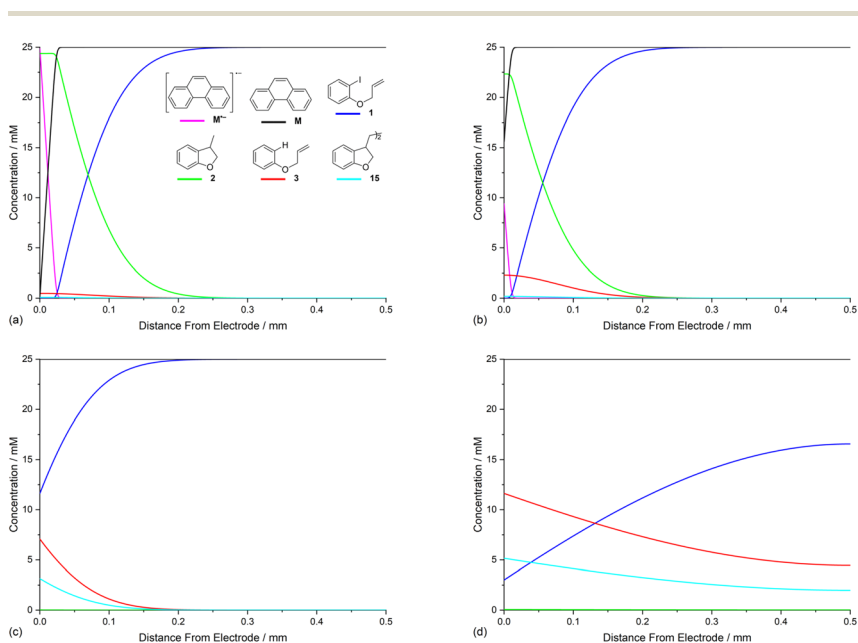 25
20
15
10
5
0
0.0 0.1 0.2 0.3 0.4 0.5
Concentration / mM
Distance From Electrode / mm
(a)
•−
M•− M 1
I
O
O
H
O
)2
O
2 3 15
25
20
15
10
5
0
0.0 0.1 0.2 0.3 0.4 0.5
Concentration / mM
Distance From Electrode / mm
(b)
25
20
15
10
5
0
0.0 0.1 0.2 0.3 0.4 0.5
Concentration / mM
Distance From Electrode / mm
(c)
25
20
15
10
5
0
0.0 0.1 0.2 0.3 0.4 0.5
Concentration / mM
Distance From Electrode / mm
(d)